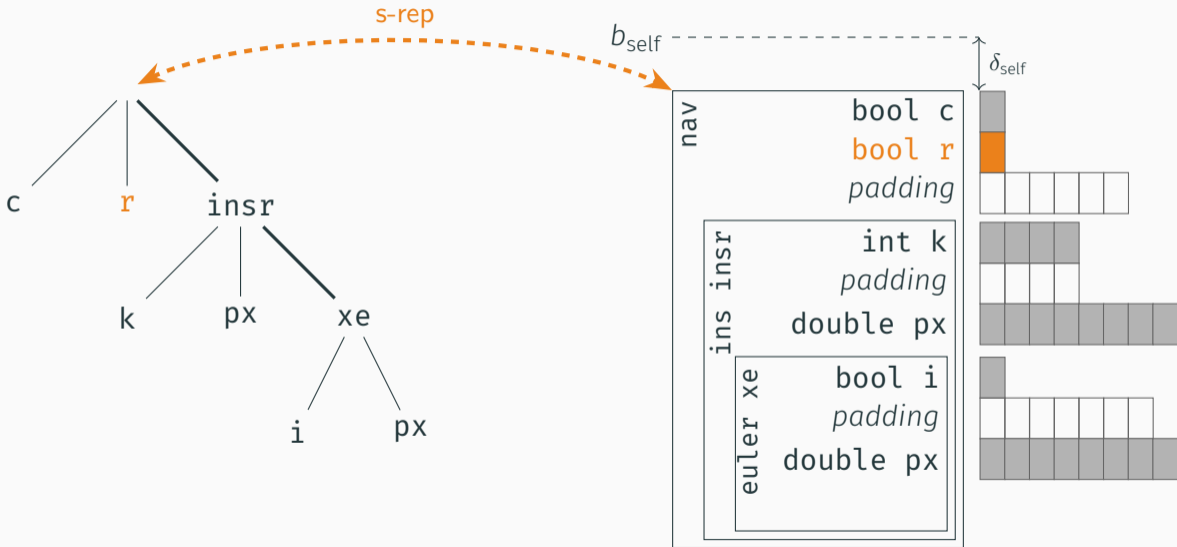 s-rep
b_self
δ_self
c
r
insr
k
px
xe
i
px
nav
bool c
bool r
padding
ins insr
int k
padding
double px
euler xe
bool i
padding
double px